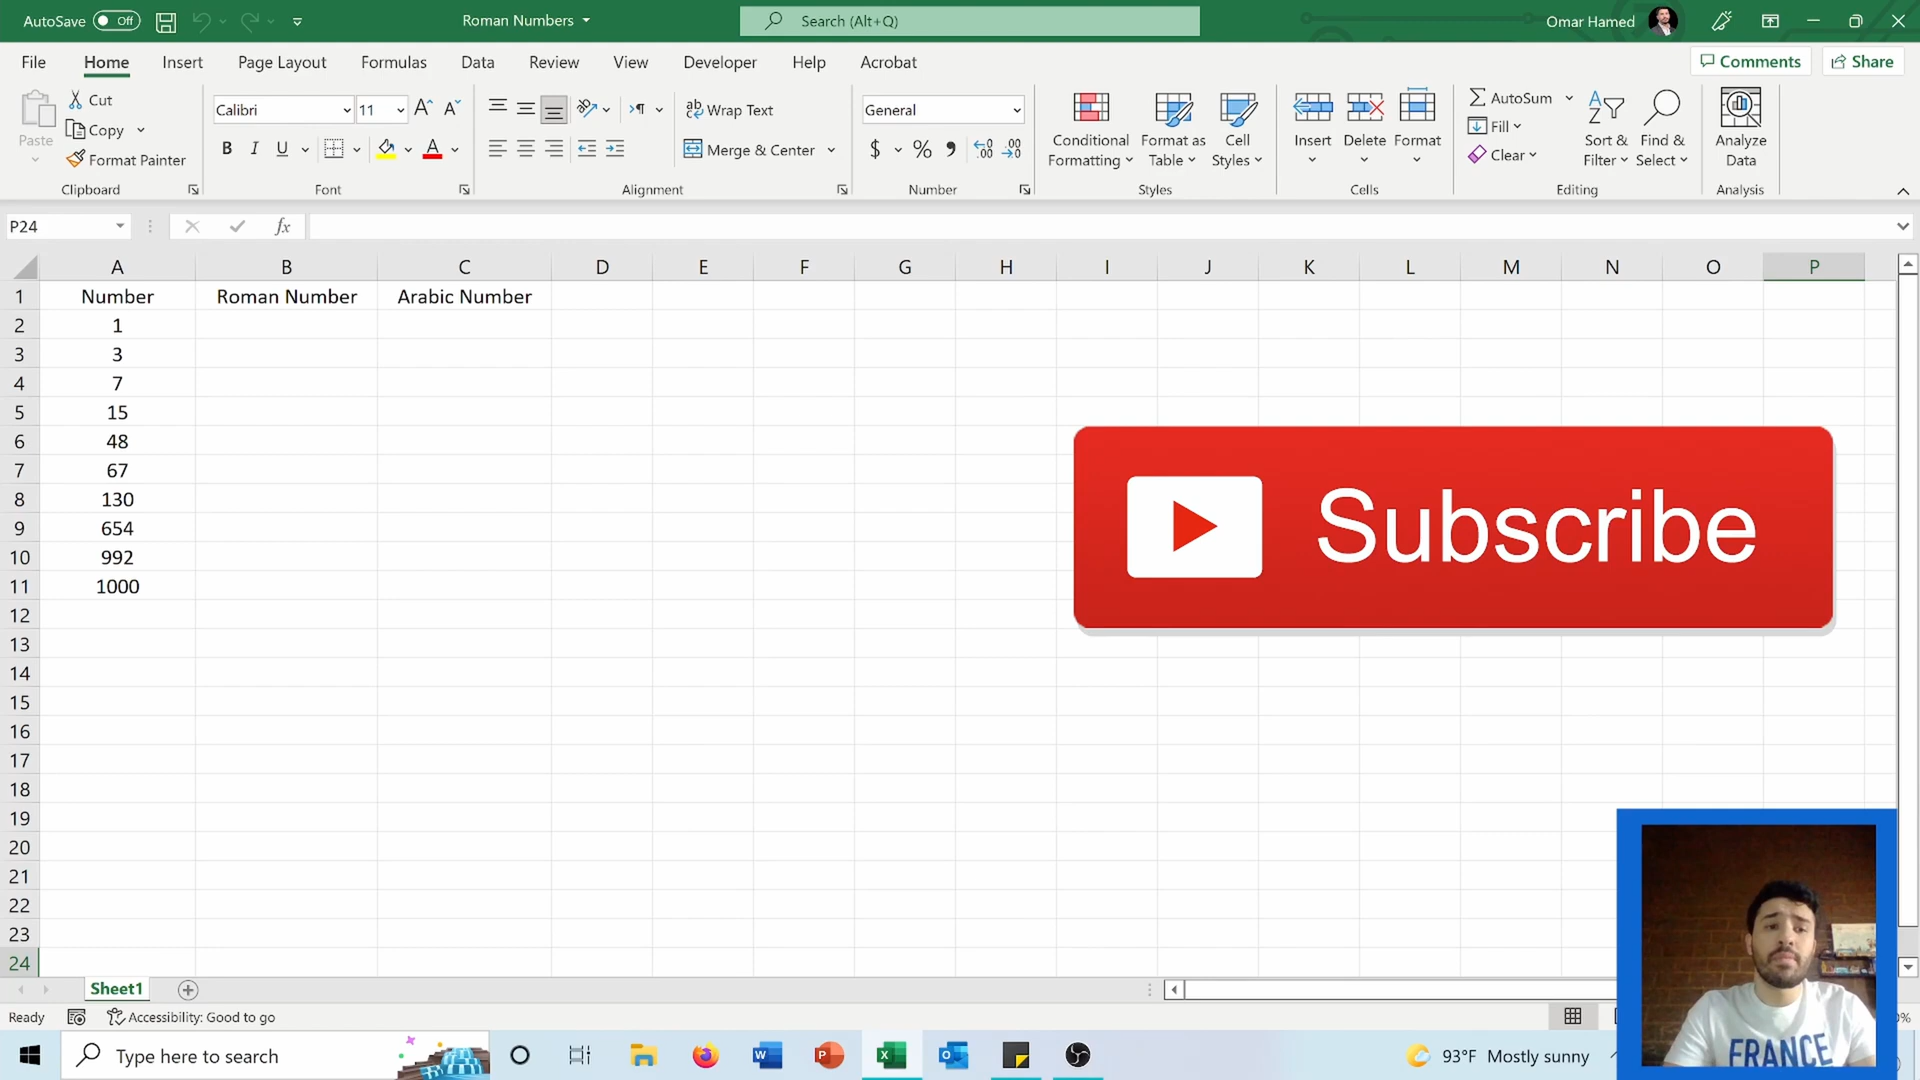 AutoSave Off Roman Numbers Search (Alt+Q) Omar Hamed
File Home Insert Page Layout Formulas Data Review View Developer Help Acrobat Comments Share
Paste Cut Copy Format Painter Clipboard
Calibri 11 B I U A Font
Wrap Text Merge & Center Alignment
General $ % Number
Conditional Formatting Format as Table Cell Styles Styles
Insert Delete Format Cells
AutoSum Fill Clear Sort & Filter Find & Select Editing
Analyze Data Analysis
P24 fx
A B C D E F G H I J K L M N O P
1 Number Roman Number Arabic Number
2 1
3 3
4 7
5 15
6 48
7 67
8 130
9 654
10 992
11 1000
12
13
14
15
16
17
18
19
20
21
22
23
24
Subscribe
FRANCE
Sheet1
Ready Accessibility: Good to go
Type here to search 93°F Mostly sunny